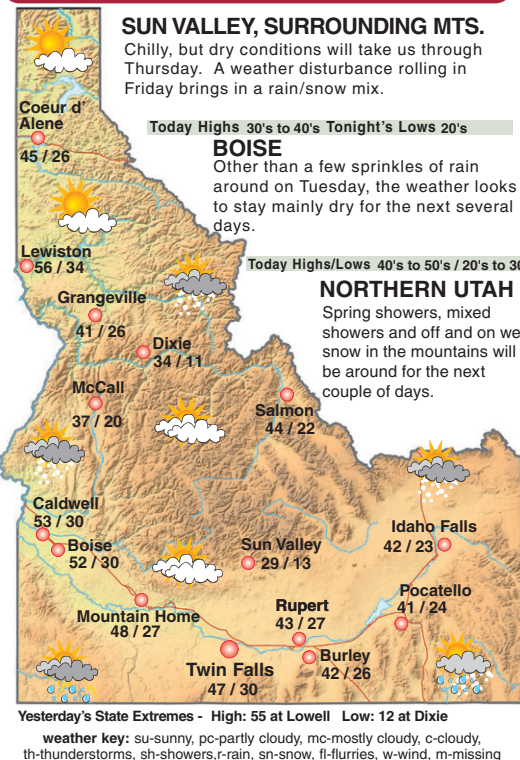 SUN VALLEY, SURROUNDING MTS.
Chilly, but dry conditions will take us through
Thursday. A weather disturbance rolling in
Friday brings in a rain/snow mix.
Today Highs 30's to 40's Tonight's Lows 20's
BOISE
Other than a few sprinkles of rain
around on Tuesday, the weather looks
to stay mainly dry for the next several
days.
Today Highs/Lows 40's to 50's / 20's to 30
NORTHERN UTAH
Spring showers, mixed
showers and off and on we
snow in the mountains will
be around for the next
couple of days.
Coeur d'
Alene
45 / 26
Lewiston
56 / 34
Grangeville
41 / 26
Dixie
34 / 11
McCall
37 / 20
Salmon
44 / 22
Caldwell
53 / 30
Boise
52 / 30
Sun Valley
29 / 13
Idaho Falls
42 / 23
Pocatello
41 / 24
Mountain Home
48 / 27
Rupert
43 / 27
Burley
42 / 26
Twin Falls
47 / 30
Yesterday's State Extremes - High: 55 at Lowell Low: 12 at Dixie
weather key: su-sunny, pc-partly cloudy, mc-mostly cloudy, c-cloudy,
th-thunderstorms, sh-showers,r-rain, sn-snow, fl-flurries, w-wind, m-missing